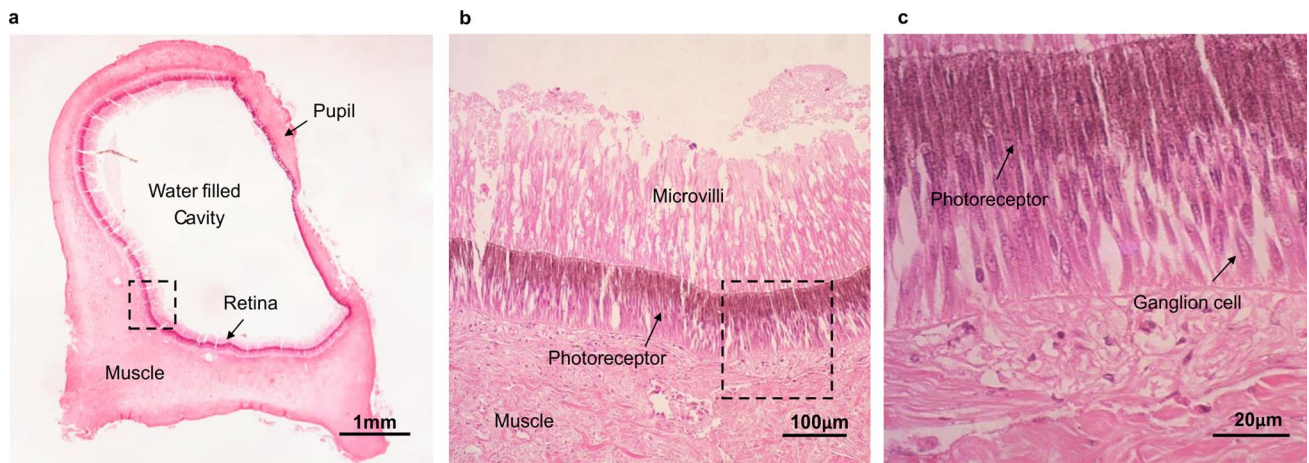 a
Pupil
Water filled
Cavity
Retina
Muscle
1mm
b
Microvilli
Photoreceptor
Muscle
100μm
c
Photoreceptor
Ganglion cell
20μm